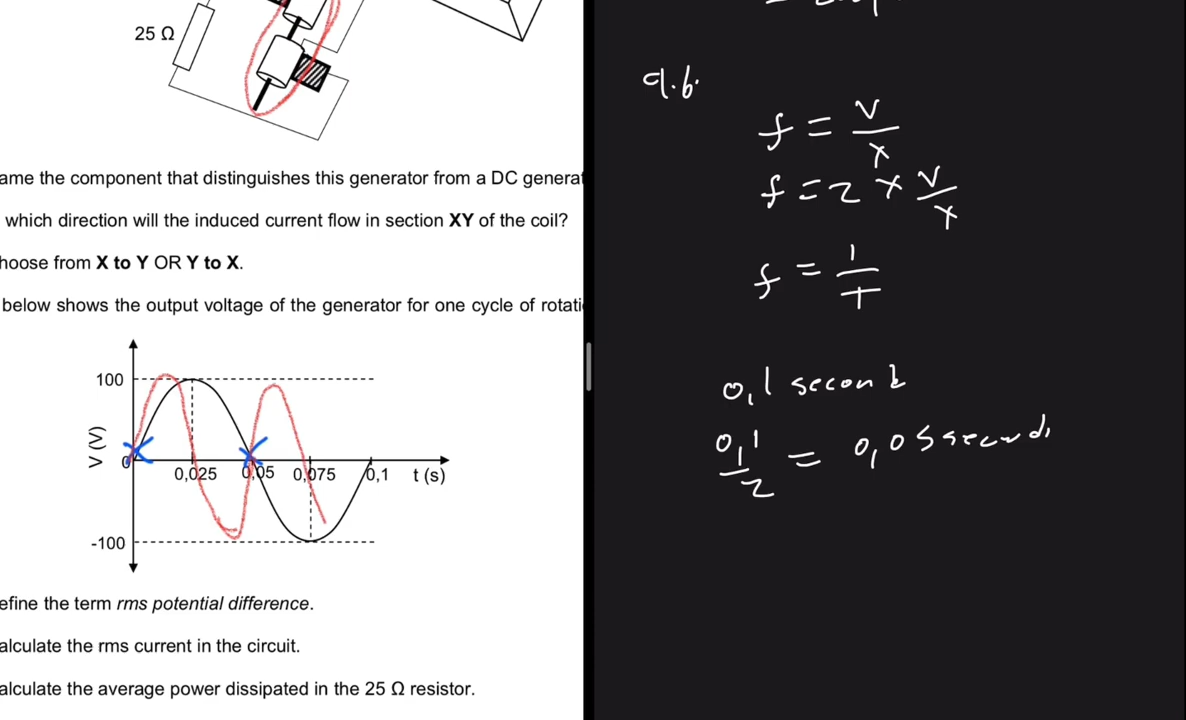 25 Ω
ame the component that distinguishes this generator from a DC genera
which direction will the induced current flow in section XY of the coil?
hoose from X to Y OR Y to X.
below shows the output voltage of the generator for one cycle of rotati
100
V (V)
0
0,025
0,05
0,075
0,1
t (s)
-100
efine the term rms potential difference.
alculate the rms current in the circuit.
alculate the average power dissipated in the 25 Ω resistor.
9.6.
f = v/λ
f = 2 × v/λ
f = 1/T
0,1 second
0,1/2 = 0,05 seconds